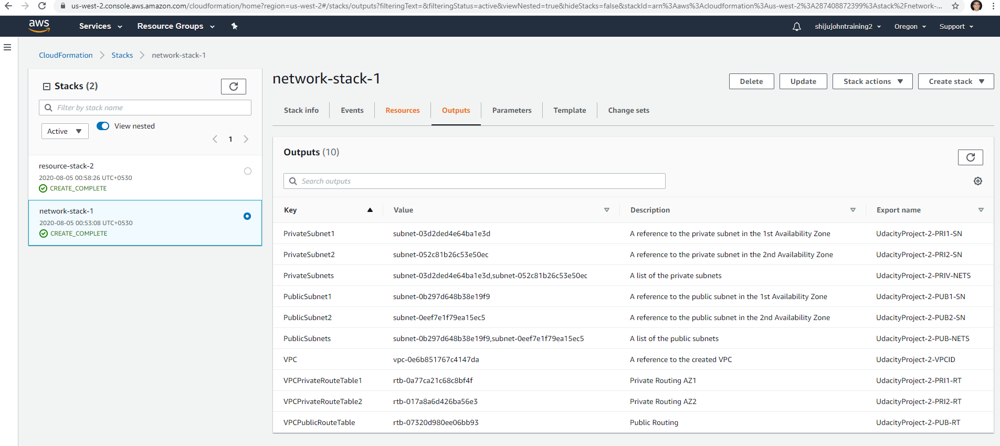 us-west-2.console.aws.amazon.com/cloudformation/home?region=us-west-2#/stacks/outputs?filteringText=&filteringStatus=active&viewNested=true&hideStacks=false&stackId=arn%3Aaws%3Acloudformation%3Aus-west-2%3A287408872399%3Astack%2Fnetwork-...
aws Services Resource Groups shijujohntraining2 Oregon Support
CloudFormation Stacks network-stack-1
Stacks (2)
Filter by stack name
Active View nested
1
resource-stack-2
2020-08-05 00:58:26 UTC+0530
CREATE_COMPLETE
network-stack-1
2020-08-05 00:53:08 UTC+0530
CREATE_COMPLETE
network-stack-1
Delete Update Stack actions Create stack
Stack info Events Resources Outputs Parameters Template Change sets
Outputs (10)
Search outputs
Key Value Description Export name
PrivateSubnet1 subnet-03d2ded4e64ba1e3d A reference to the private subnet in the 1st Availability Zone UdacityProject-2-PRI1-SN
PrivateSubnet2 subnet-052c81b26c53e50ec A reference to the private subnet in the 2nd Availability Zone UdacityProject-2-PRI2-SN
PrivateSubnets subnet-03d2ded4e64ba1e3d,subnet-052c81b26c53e50ec A list of the private subnets UdacityProject-2-PRIV-NETS
PublicSubnet1 subnet-0b297d648b38e19f9 A reference to the public subnet in the 1st Availability Zone UdacityProject-2-PUB1-SN
PublicSubnet2 subnet-0eef7e1f79ea15ec5 A reference to the public subnet in the 2nd Availability Zone UdacityProject-2-PUB2-SN
PublicSubnets subnet-0b297d648b38e19f9,subnet-0eef7e1f79ea15ec5 A list of the public subnets UdacityProject-2-PUB-NETS
VPC vpc-0e6b851767c4147da A reference to the created VPC UdacityProject-2-VPCID
VPCPrivateRouteTable1 rtb-0a77ca21c68c8bf4f Private Routing AZ1 UdacityProject-2-PRI1-RT
VPCPrivateRouteTable2 rtb-017a8a6d426ba56e3 Private Routing AZ2 UdacityProject-2-PRI2-RT
VPCPublicRouteTable rtb-07320d980ee06bb93 Public Routing UdacityProject-2-PUB-RT